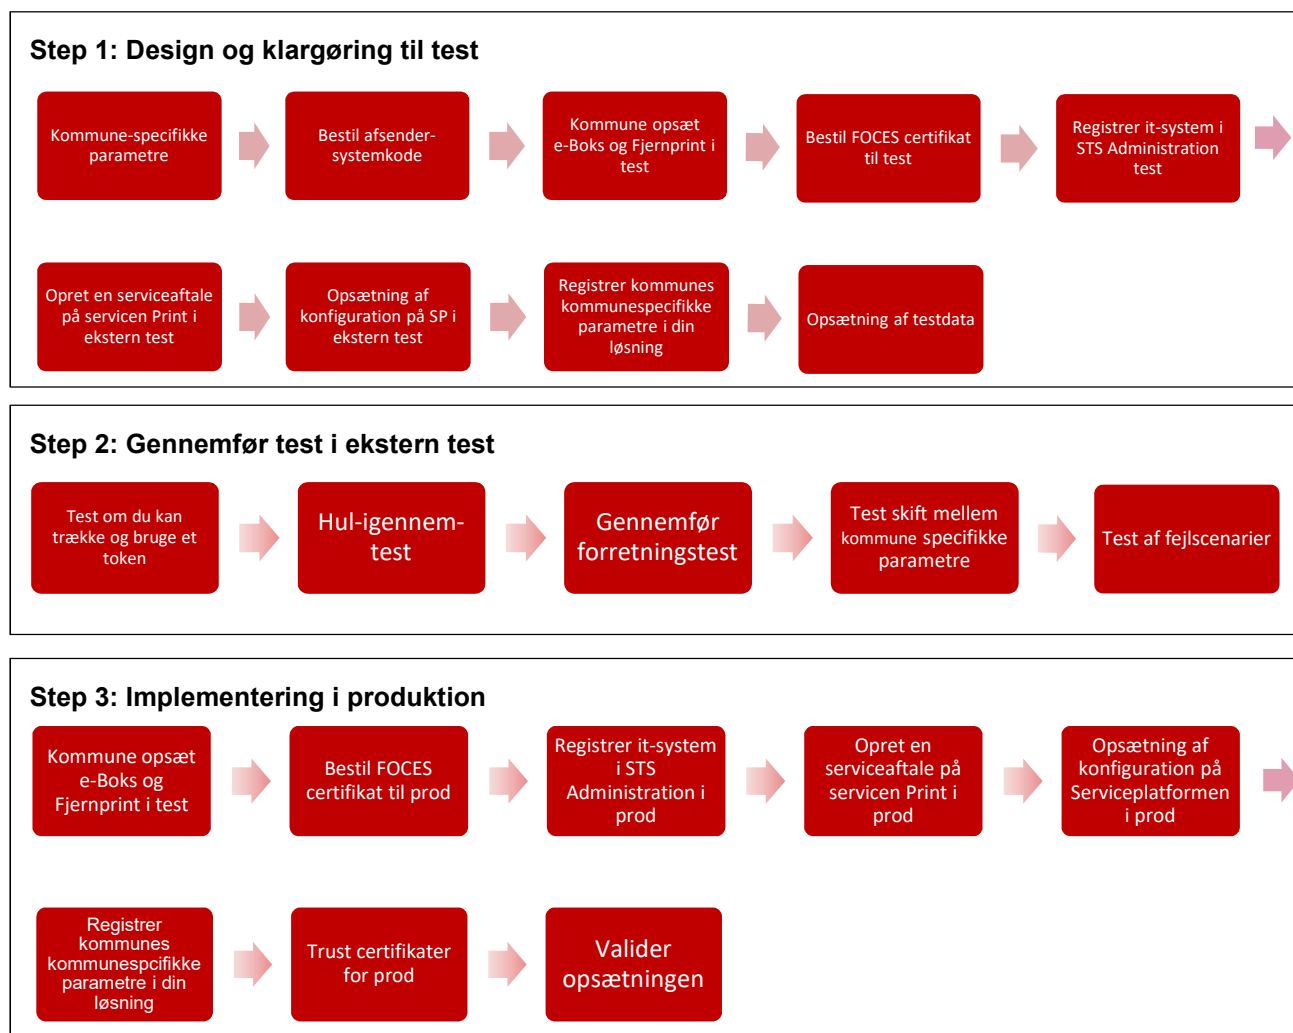 Step 1: Design og klargøring til test
Kommune-specifikke
parametre
Bestil afsender-
systemkode
Kommune opsæt
e-Boks og Fjernprint i
test
Bestil FOCES certifikat
til test
Registrer it-system i
STS Administration
test
Opret en serviceaftale
på servicen Print i
ekstern test
Opsætning af
konfiguration på SP i
ekstern test
Registrer kommunes
kommunespecifikke
parametre i din
løsning
Opsætning af testdata
Step 2: Gennemfør test i ekstern test
Test om du kan
trække og bruge et
token
Hul-igennem-
test
Gennemfør
forretningstest
Test skift mellem
kommune specifikke
parametre
Test af fejlscenarier
Step 3: Implementering i produktion
Kommune opsæt
e-Boks og
Fjernprint i test
Bestil FOCES
certifikat til prod
Registrer it-system
i STS
Administration i
prod
Opret en
serviceaftale på
servicen Print i
prod
Opsætning af
konfiguration på
Serviceplatformen
i prod
Registrer
kommunes
kommunespcifikke
parametre i din
løsning
Trust certifikater
for prod
Valider
opsætningen